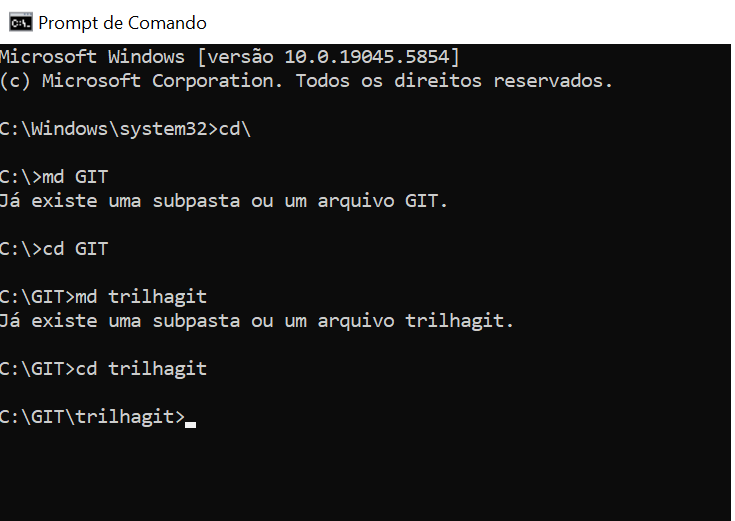 Prompt de Comando
Microsoft Windows [versão 10.0.19045.5854]
(c) Microsoft Corporation. Todos os direitos reservados.
C:\Windows\system32>cd\
C:\>md GIT
Já existe uma subpasta ou um arquivo GIT.
C:\>cd GIT
C:\GIT>md trilhagit
Já existe uma subpasta ou um arquivo trilhagit.
C:\GIT>cd trilhagit
C:\GIT\trilhagit>